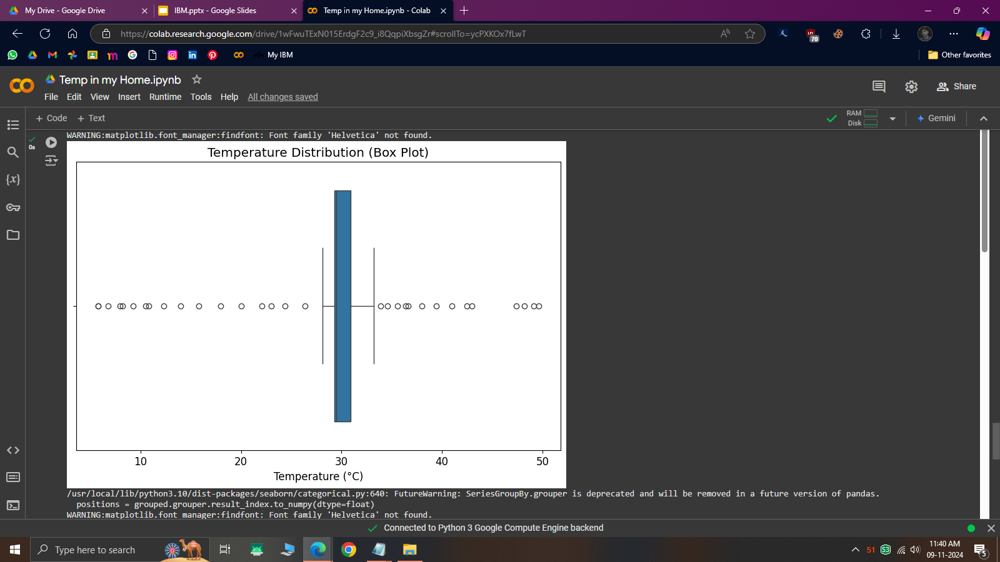 My Drive - Google Drive
IBM.pptx - Google Slides
Temp in my Home.ipynb - Colab
https://colab.research.google.com/drive/1wFwuTExN015ErdgF2c9_i8QqpiXbsgZr#scrollTo=ycPXKOx7fLwT
70
My IBM
Other favorites
Temp in my Home.ipynb
File Edit View Insert Runtime Tools Help All changes saved
Share
+ Code + Text
RAM
Disk
Gemini
0s
{x}
WARNING:matplotlib.font_manager:findfont: Font family 'Helvetica' not found.
Temperature Distribution (Box Plot)
10 20 30 40 50
Temperature (°C)
/usr/local/lib/python3.10/dist-packages/seaborn/categorical.py:640: FutureWarning: SeriesGroupBy.grouper is deprecated and will be removed in a future version of pandas.
positions = grouped.grouper.result_index.to_numpy(dtype=float)
WARNING:matplotlib.font_manager:findfont: Font family 'Helvetica' not found.
Connected to Python 3 Google Compute Engine backend
Type here to search
51
53
11:40 AM
09-11-2024
5